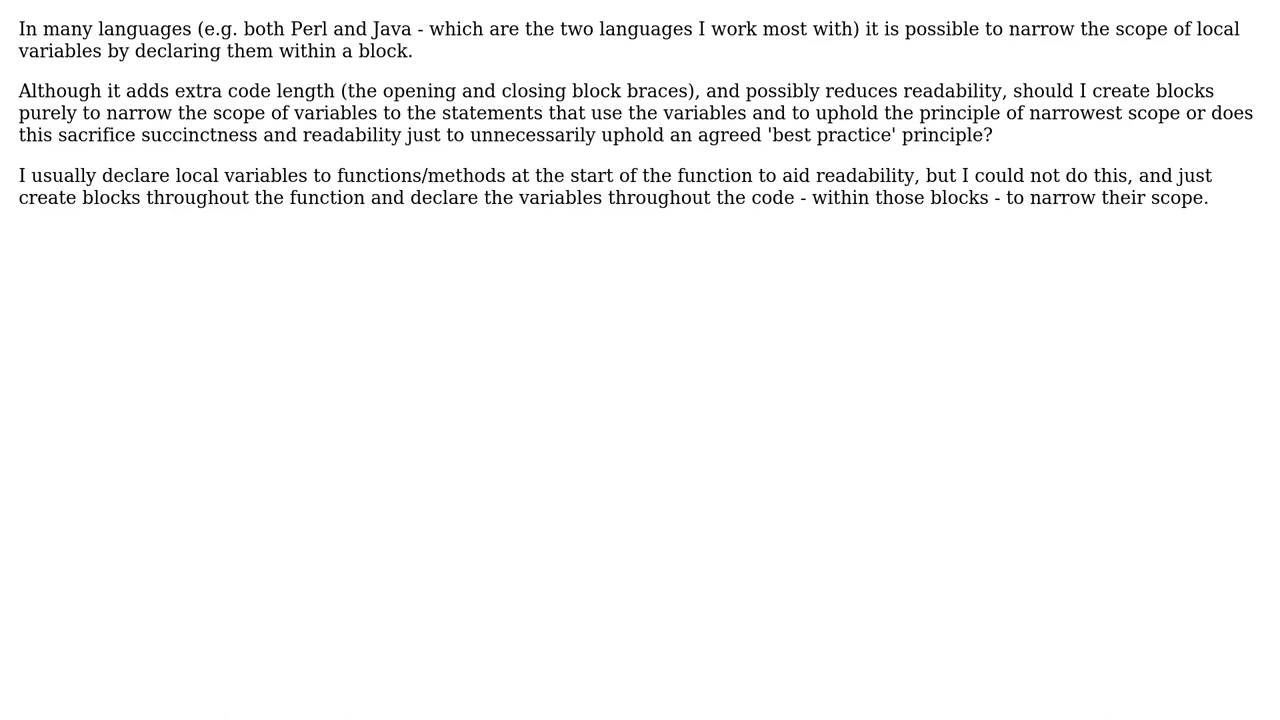 In many languages (e.g. both Perl and Java - which are the two languages I work most with) it is possible to narrow the scope of local
variables by declaring them within a block.
Although it adds extra code length (the opening and closing block braces), and possibly reduces readability, should I create blocks
purely to narrow the scope of variables to the statements that use the variables and to uphold the principle of narrowest scope or does
this sacrifice succinctness and readability just to unnecessarily uphold an agreed 'best practice' principle?
I usually declare local variables to functions/methods at the start of the function to aid readability, but I could not do this, and just
create blocks throughout the function and declare the variables throughout the code - within those blocks - to narrow their scope.